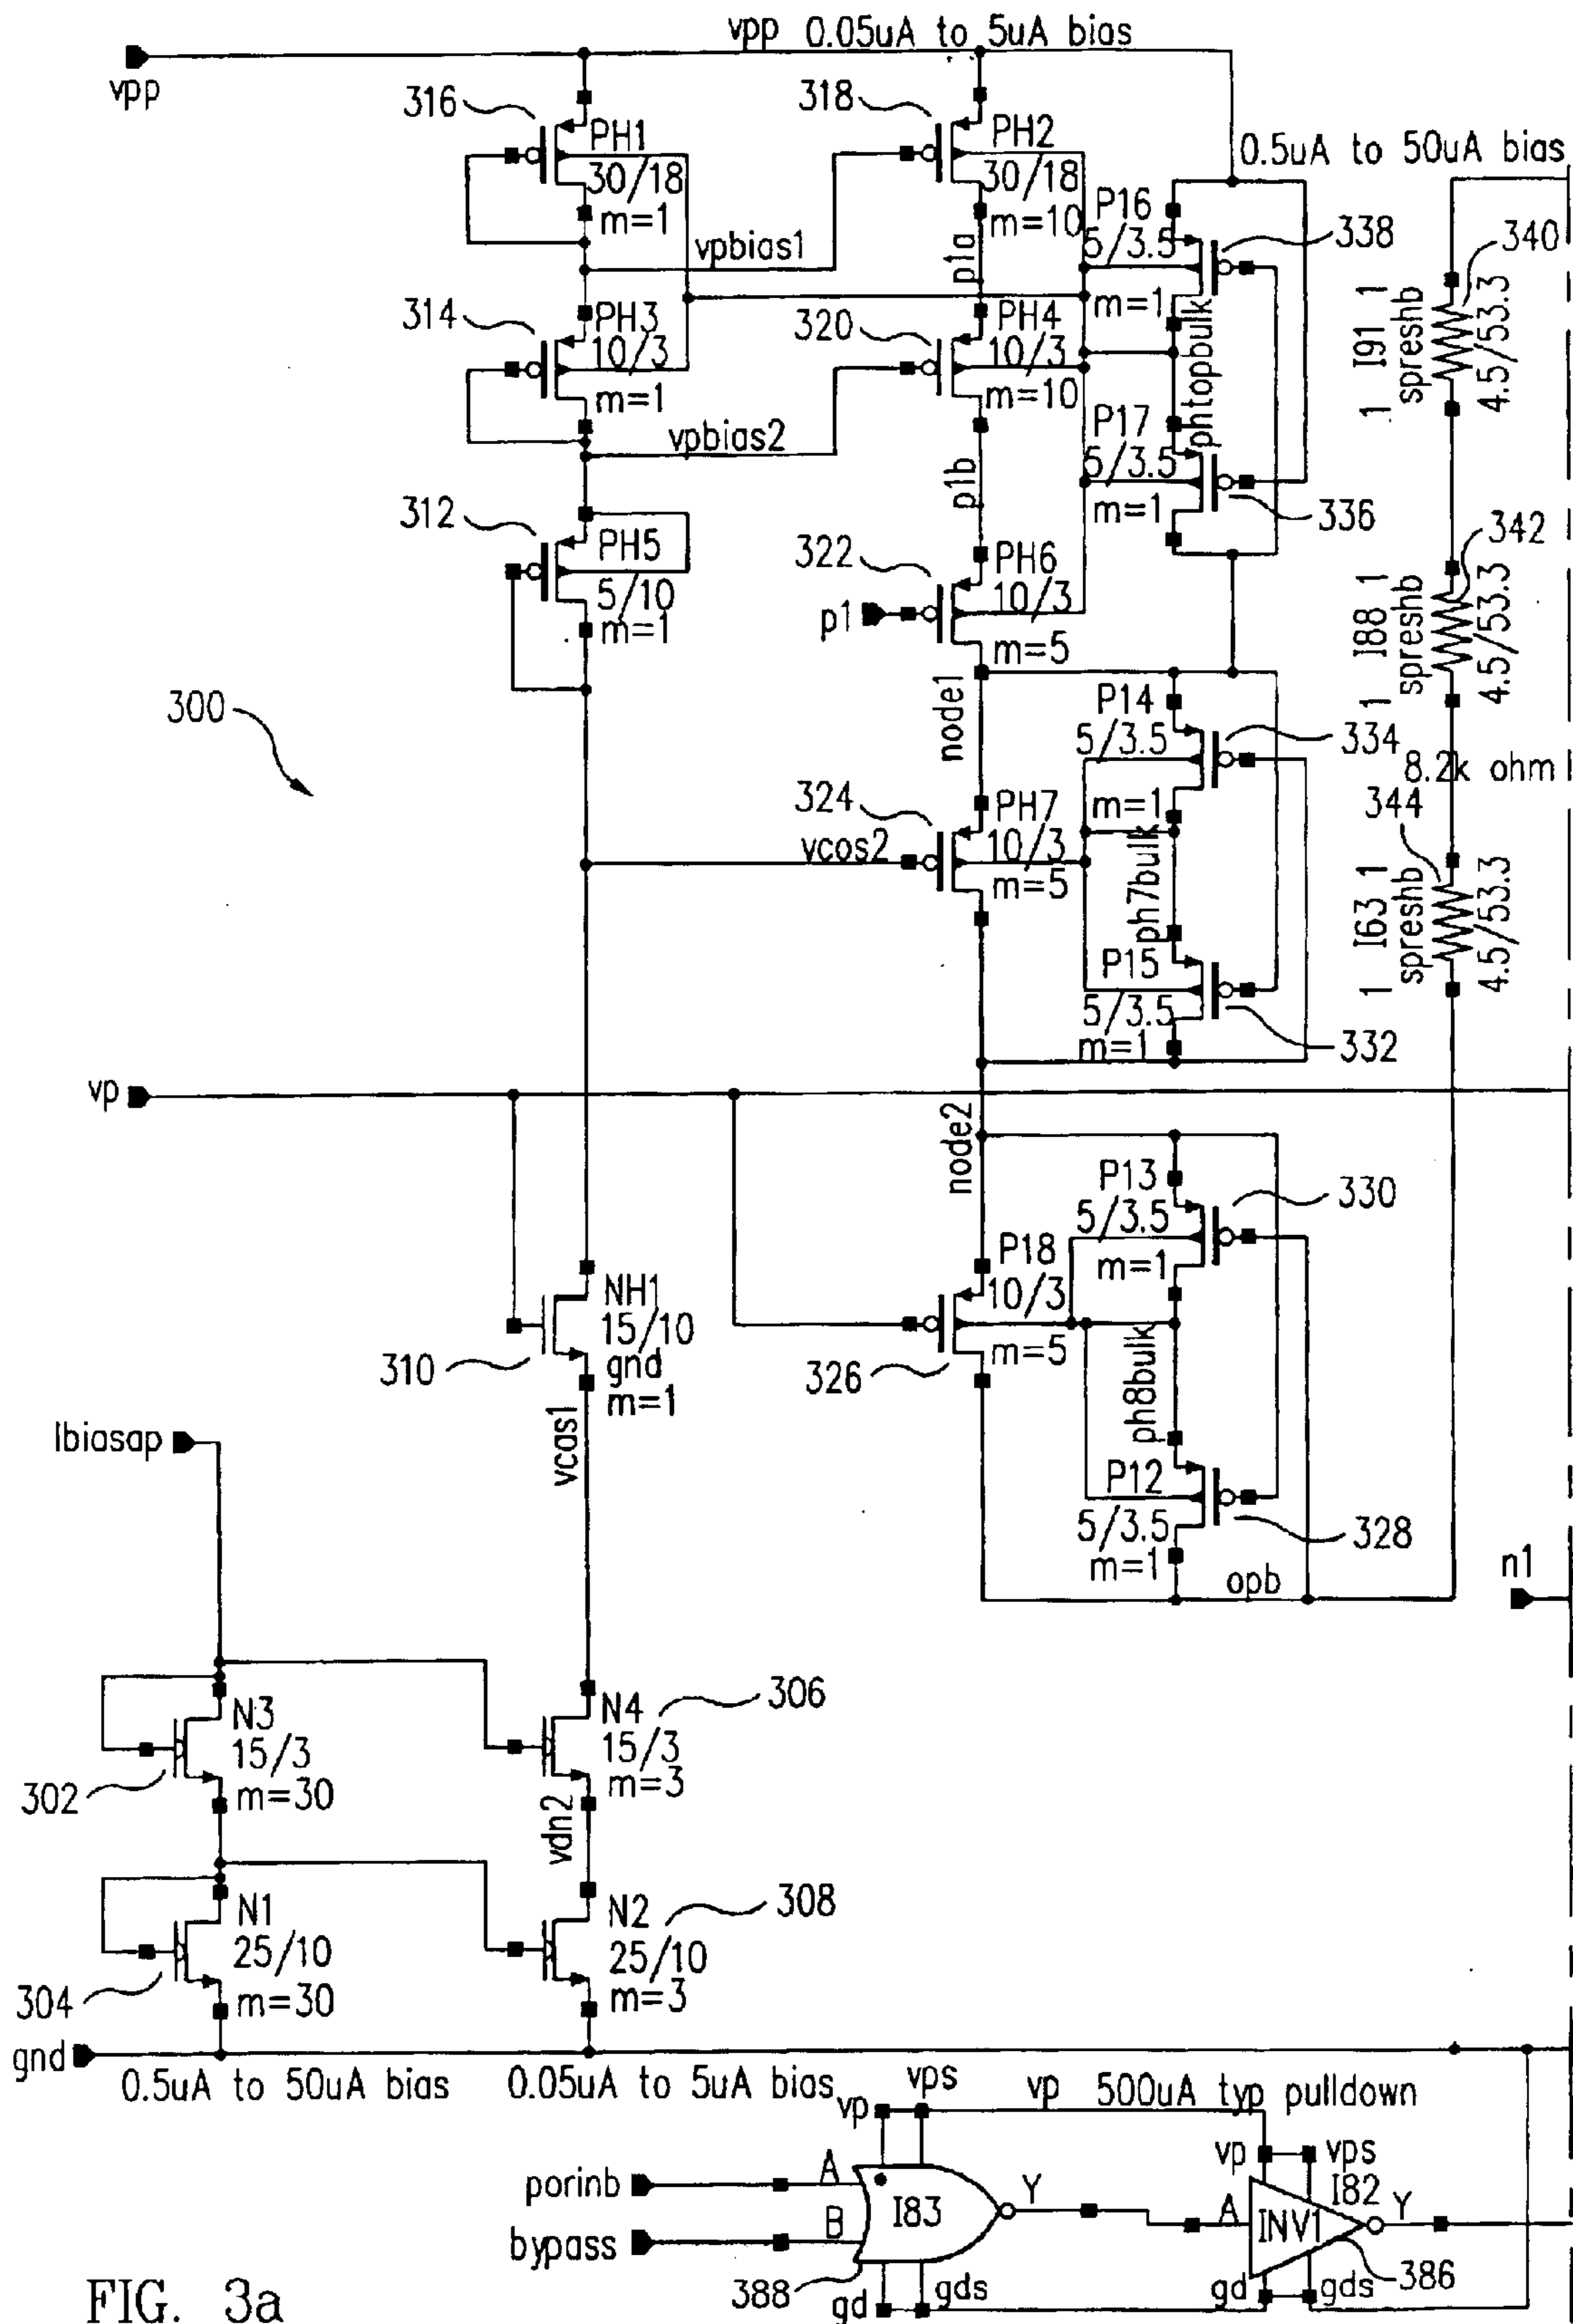 vpp 0.05uA to 5uA bias
vpp
316
PH1
30/18
m=1
318
PH2
30/18
m=10
0.5uA to 50uA bias
P16
5/3.5
m=1
338
340
I91 1
spreshb
1
4.5/53.3
vpbias1
p1a
phtopbulk
314
PH3
10/3
m=1
320
PH4
10/3
m=10
P17
5/3.5
m=1
336
vpbias2
p1b
312
PH5
5/10
m=1
322
PH6
10/3
m=5
p1
342
I88 1
spreshb
1
4.5/53.3
300
node1
P14
5/3.5
m=1
334
8.2k ohm
344
324
PH7
10/3
m=5
vcos2
ph7bulk
I63 1
spreshb
1
4.5/53.3
P15
5/3.5
m=1
332
vp
node2
P13
5/3.5
m=1
330
P18
10/3
m=5
326
NH1
15/10
gnd
m=1
310
ph8bulk
Ibiasap
vcas1
P12
5/3.5
m=1
328
opb
n1
N3
15/3
m=30
302
N4
15/3
m=3
306
vdn2
N1
25/10
m=30
304
N2
25/10
m=3
308
gnd
0.5uA to 50uA bias
0.05uA to 5uA bias
vp
vps
vp 500uA typ pulldown
vp
vps
porinb
A
I83
Y
A
INV1
I82
Y
bypass
B
388
gd
gds
gd
gds
386
FIG. 3a